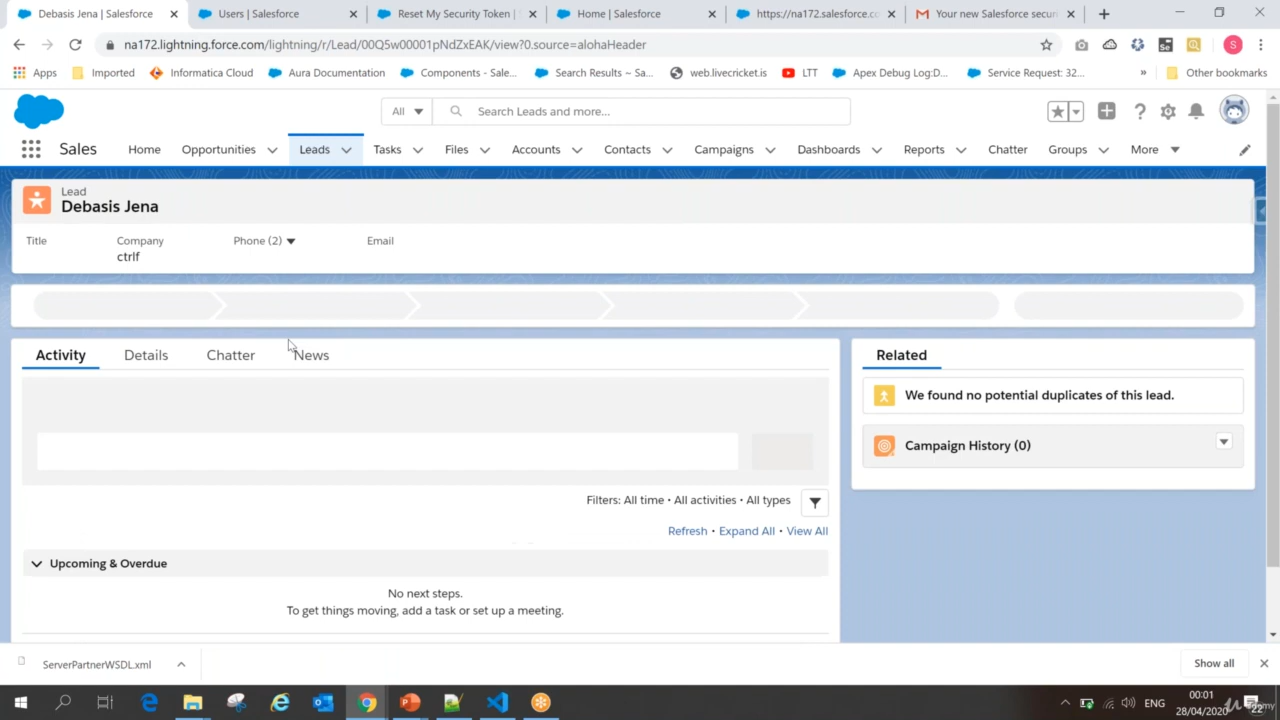 Debasis Jena | Salesforce
Users | Salesforce
Reset My Security Token |
Home | Salesforce
https://na172.salesforce.co
Your new Salesforce securi
na172.lightning.force.com/lightning/r/Lead/00Q5w00001pNdZxEAK/view?0.source=alohaHeader
S
Apps
Imported
Informatica Cloud
Aura Documentation
Components - Sale...
Search Results ~ Sa...
web.livecricket.is
LTT
Apex Debug Log:D...
Service Request: 32...
»
Other bookmarks
All
Search Leads and more...
Sales
Home
Opportunities
Leads
Tasks
Files
Accounts
Contacts
Campaigns
Dashboards
Reports
Chatter
Groups
More
Lead
Debasis Jena
Title
Company
Phone (2)
Email
ctrlf
Activity
Details
Chatter
News
Related
We found no potential duplicates of this lead.
Campaign History (0)
Filters: All time • All activities • All types
Refresh • Expand All • View All
Upcoming & Overdue
No next steps.
To get things moving, add a task or set up a meeting.
ServerPartnerWSDL.xml
Show all
ENG
00:01
28/04/2020
22